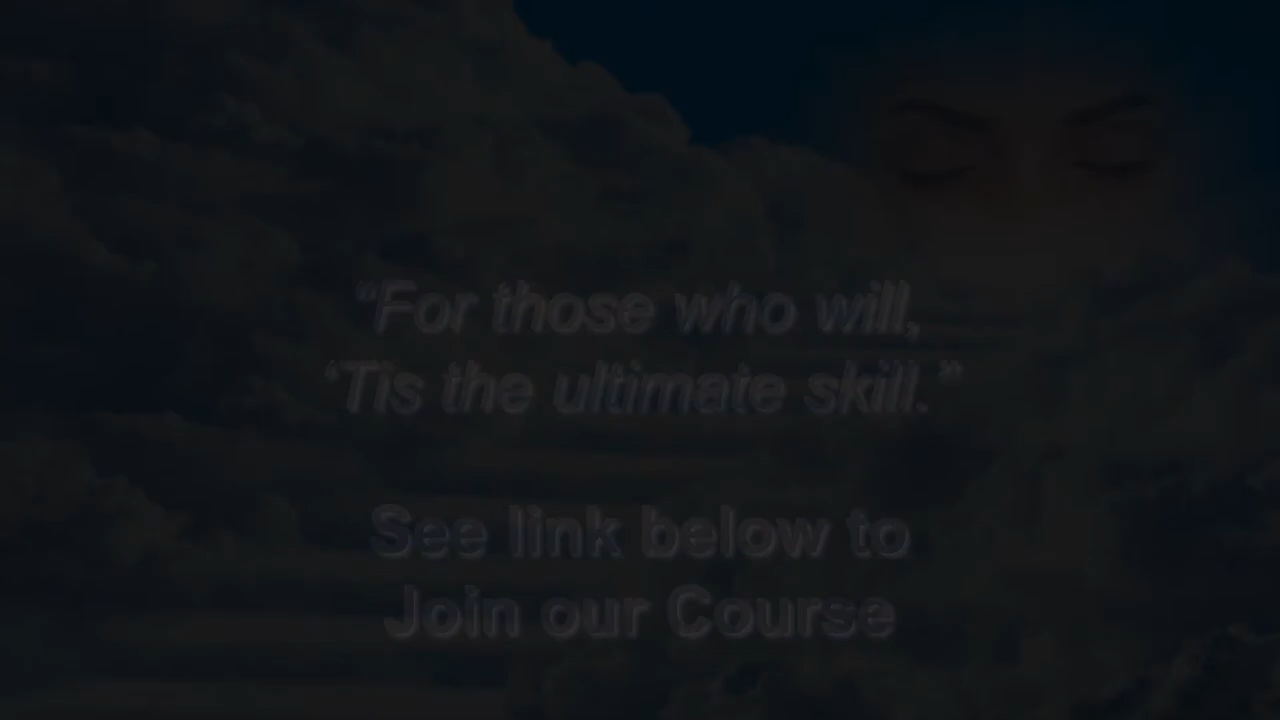 “For those who will,
‘Tis the ultimate skill.”
See link below to
Join our Course